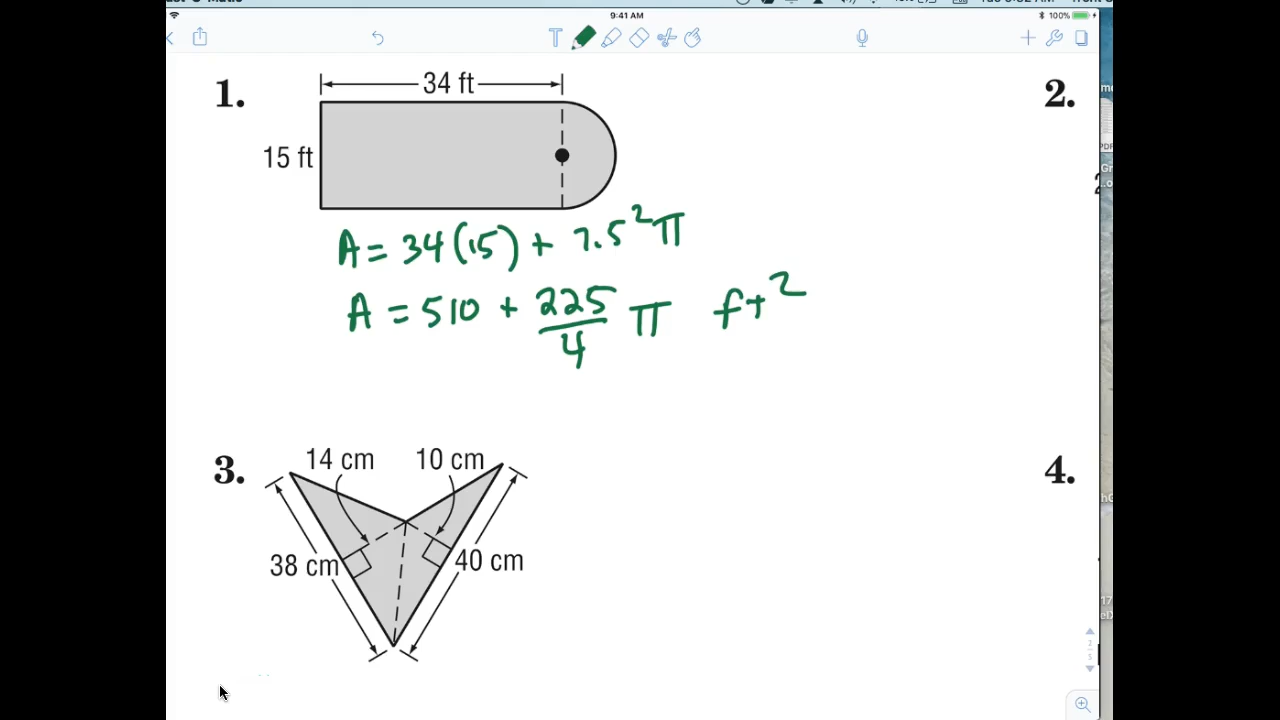 9:41 AM
100%
T
1.
34 ft
2.
15 ft
A = 34(15) + 7.5²π
A = 510 + 225/4 π ft²
3.
14 cm
10 cm
4.
38 cm
40 cm